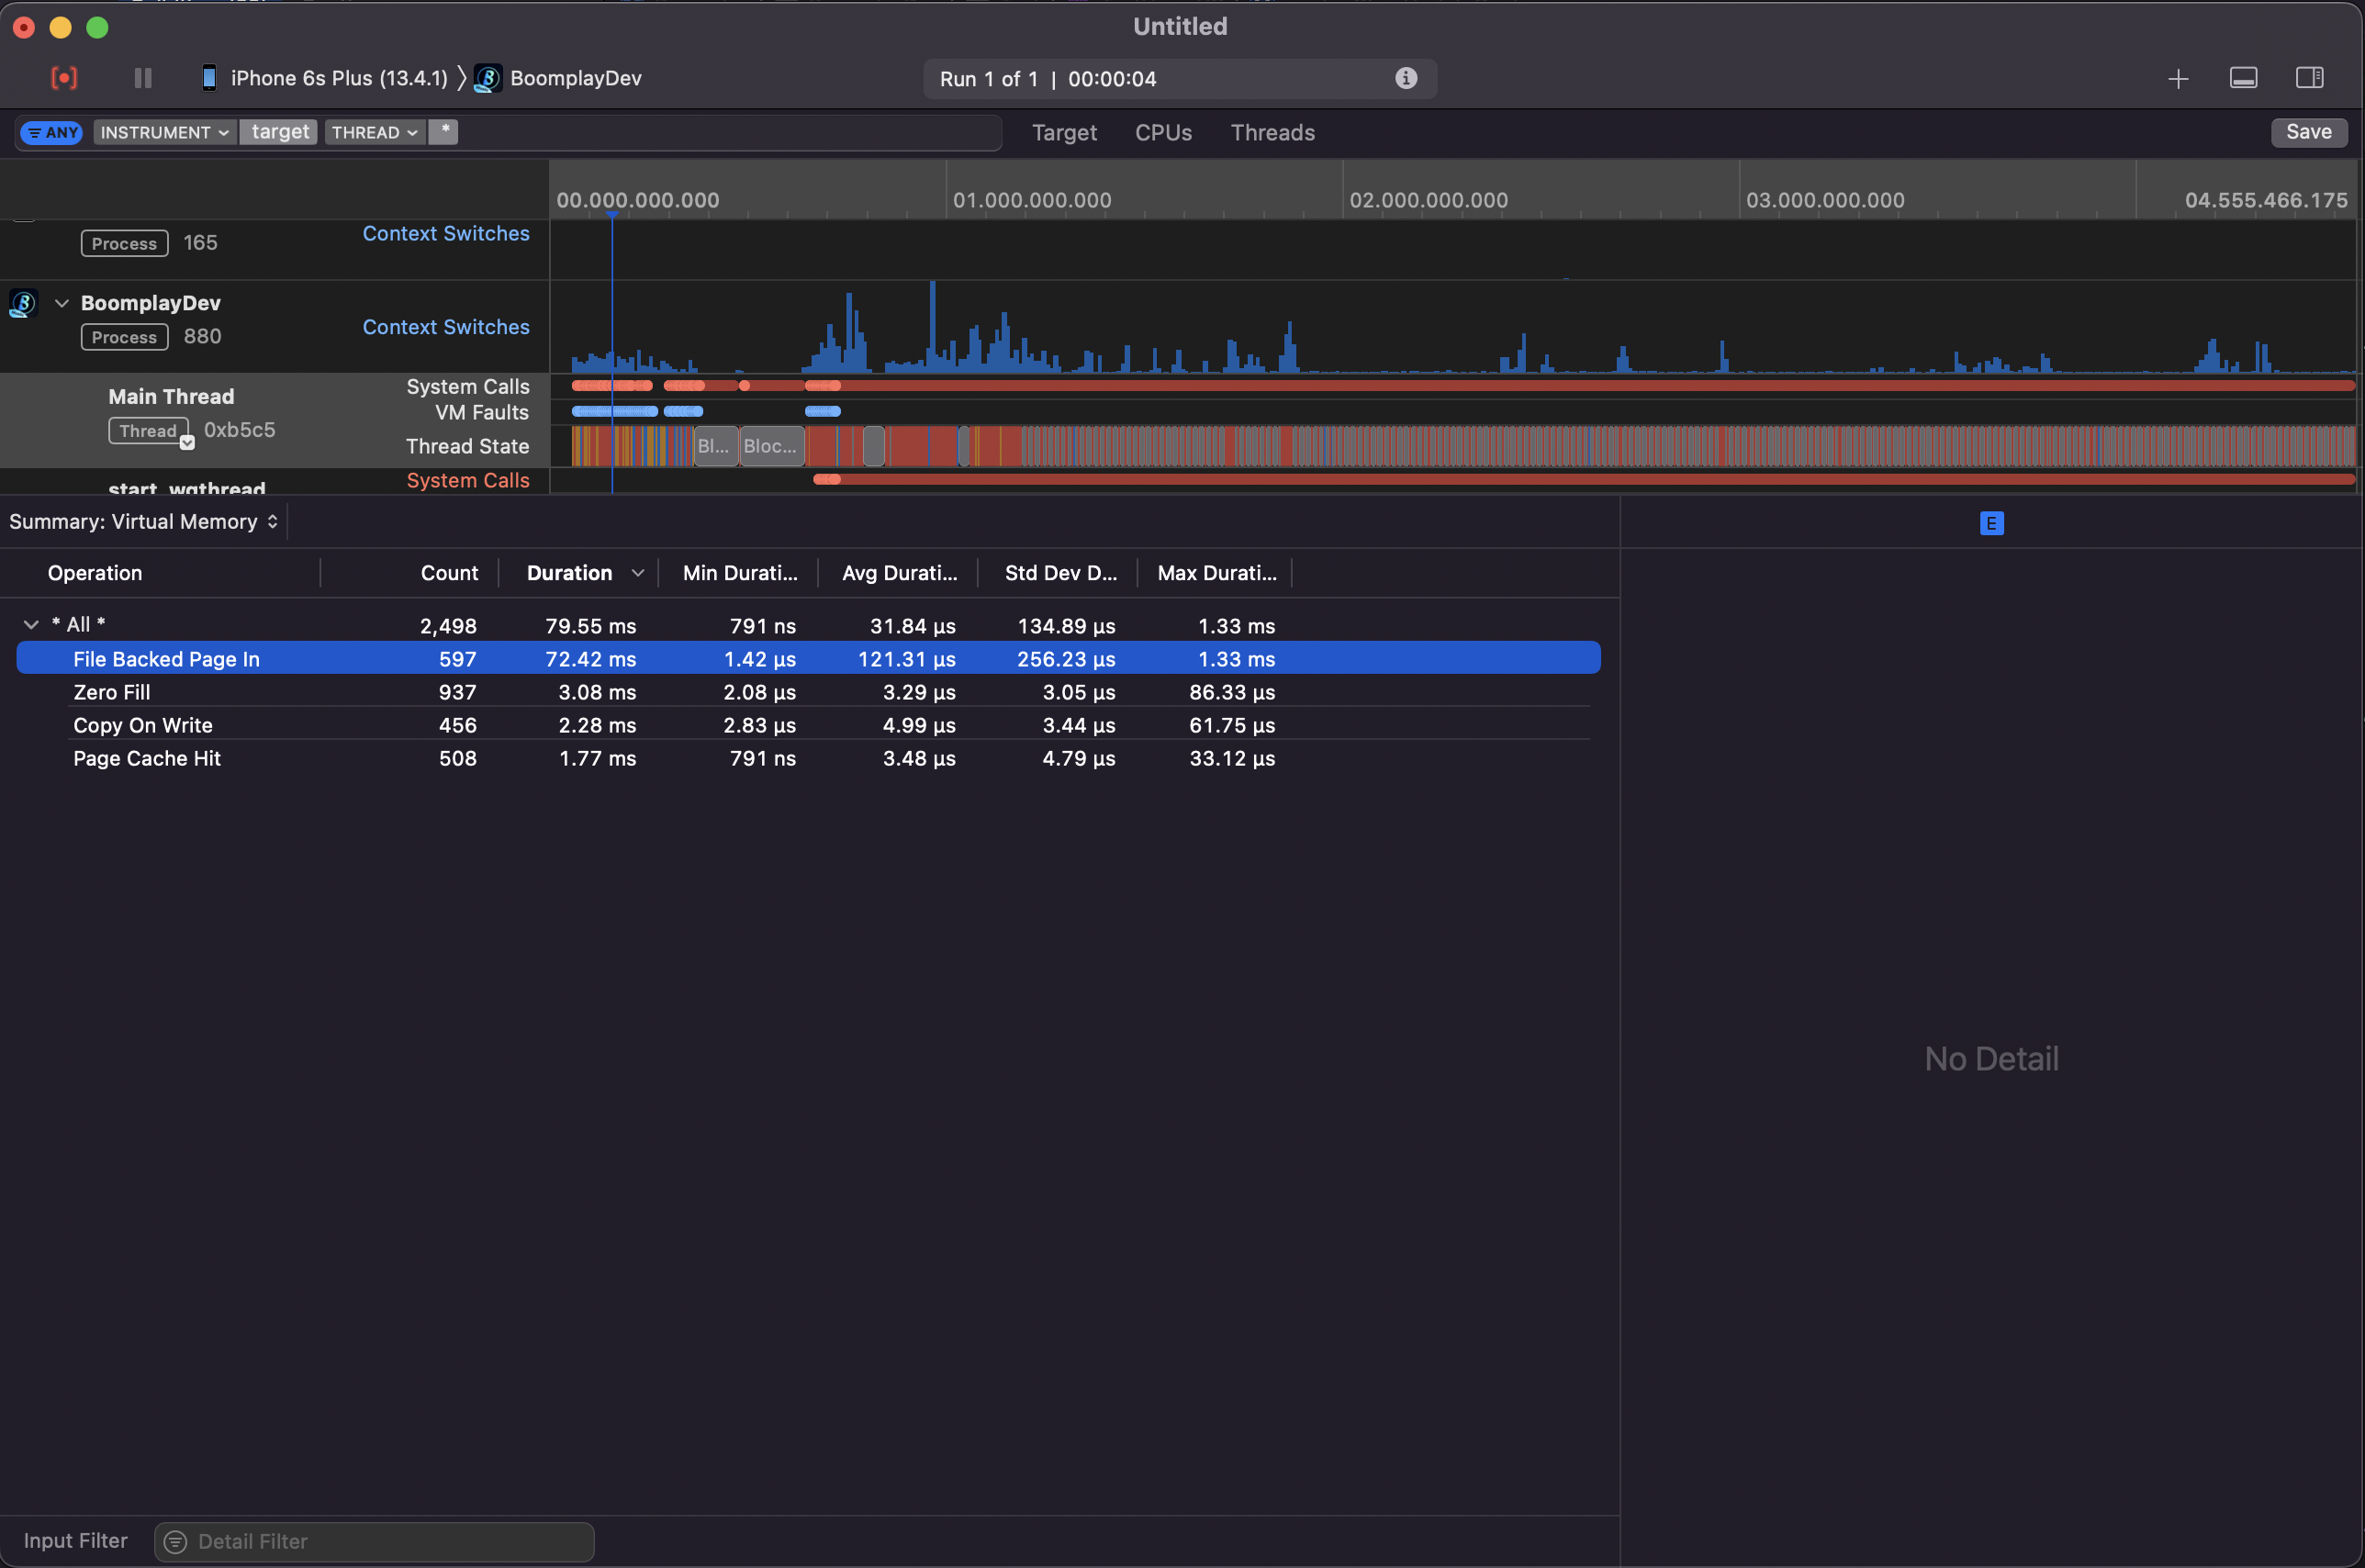 Untitled
iPhone 6s Plus (13.4.1) 〉 BoomplayDev
Run 1 of 1 | 00:00:04
ANY INSTRUMENT target THREAD *
Target CPUs Threads
Save
00.000.000.000 01.000.000.000 02.000.000.000 03.000.000.000 04.555.466.175
Process 165 Context Switches
BoomplayDev
Process 880 Context Switches
Main Thread System Calls
VM Faults
Thread 0xb5c5
Thread State Bl... Bloc...
start_wqthread System Calls
Summary: Virtual Memory
E
Operation Count Duration Min Durati... Avg Durati... Std Dev D... Max Durati...
* All * 2,498 79.55 ms 791 ns 31.84 µs 134.89 µs 1.33 ms
File Backed Page In 597 72.42 ms 1.42 µs 121.31 µs 256.23 µs 1.33 ms
Zero Fill 937 3.08 ms 2.08 µs 3.29 µs 3.05 µs 86.33 µs
Copy On Write 456 2.28 ms 2.83 µs 4.99 µs 3.44 µs 61.75 µs
Page Cache Hit 508 1.77 ms 791 ns 3.48 µs 4.79 µs 33.12 µs
No Detail
Input Filter Detail Filter